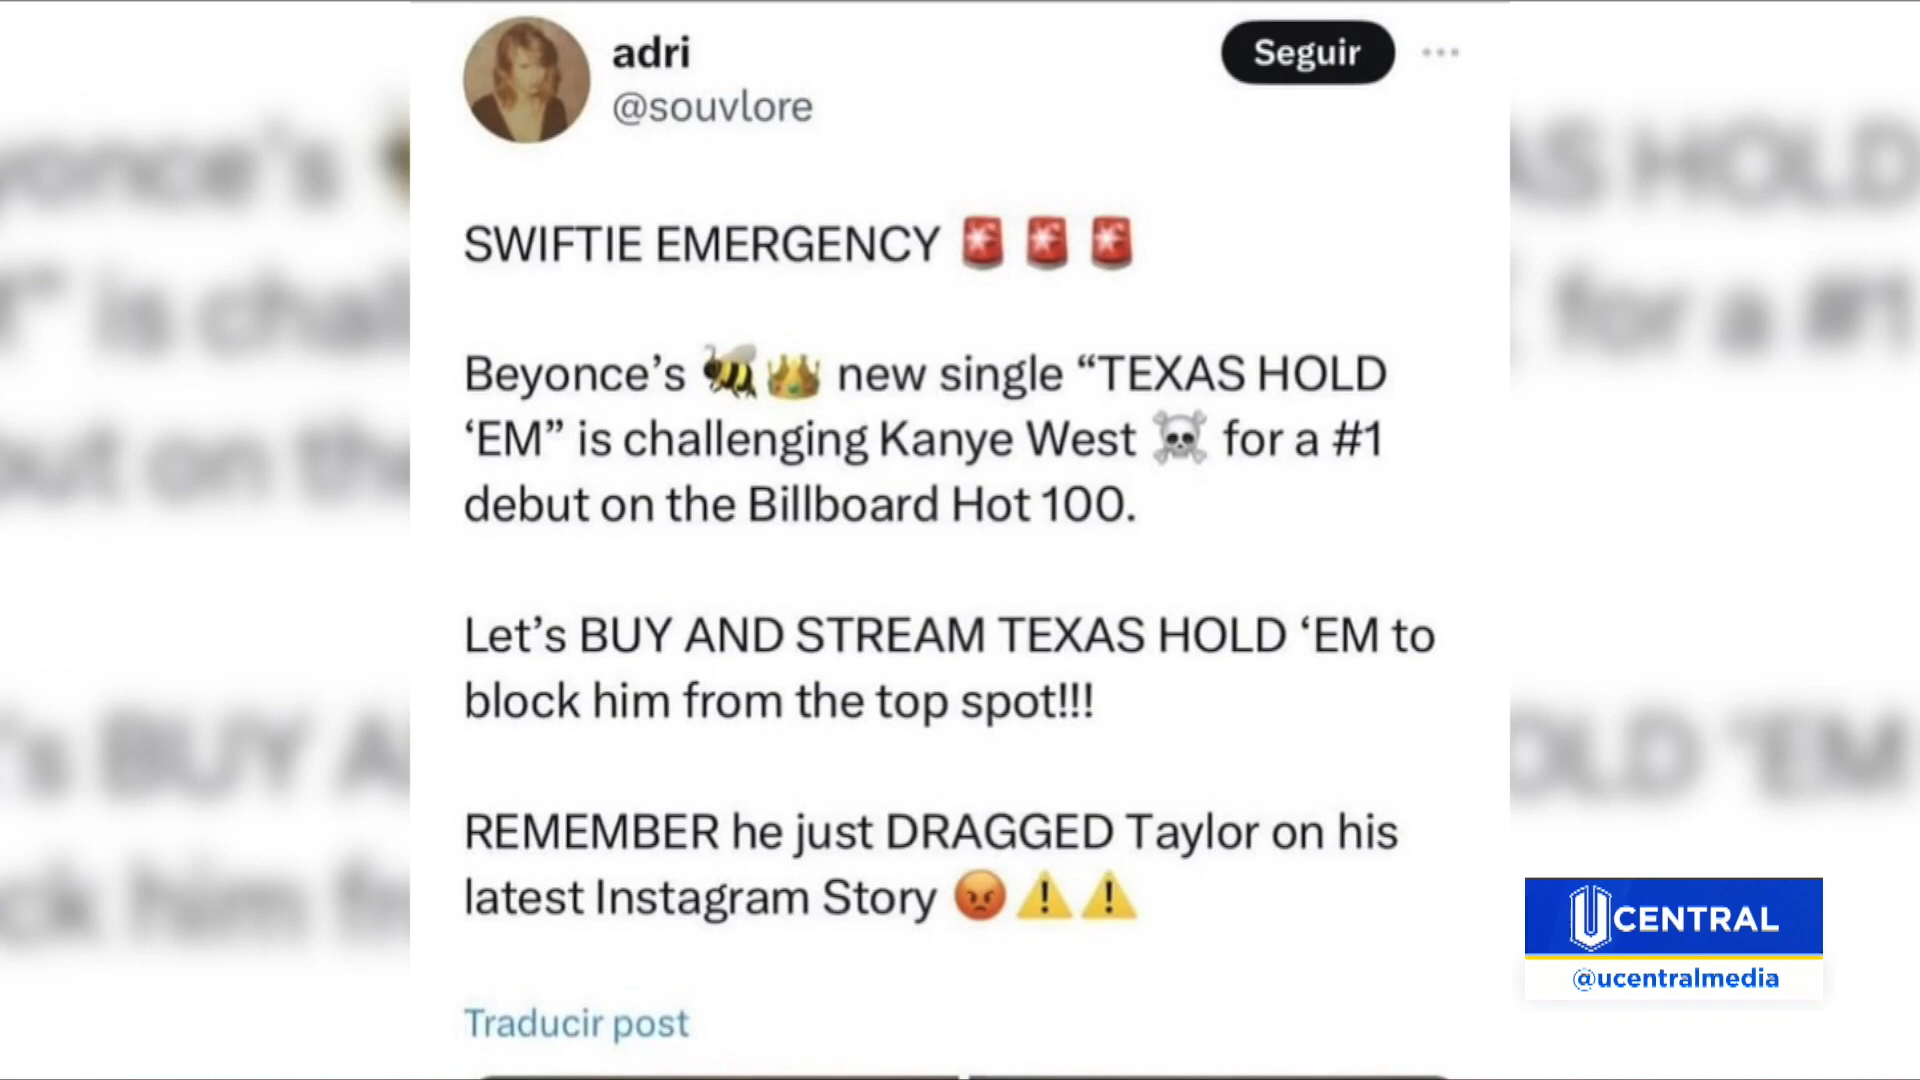 adri
@souvlore
Seguir
SWIFTIE EMERGENCY 🚨 🚨 🚨
Beyonce’s 🐝👑 new single “TEXAS HOLD
‘EM” is challenging Kanye West ☠️ for a #1
debut on the Billboard Hot 100.
Let’s BUY AND STREAM TEXAS HOLD ‘EM to
block him from the top spot!!!
REMEMBER he just DRAGGED Taylor on his
latest Instagram Story 😡⚠️⚠️
Traducir post
UCENTRAL
@ucentralmedia